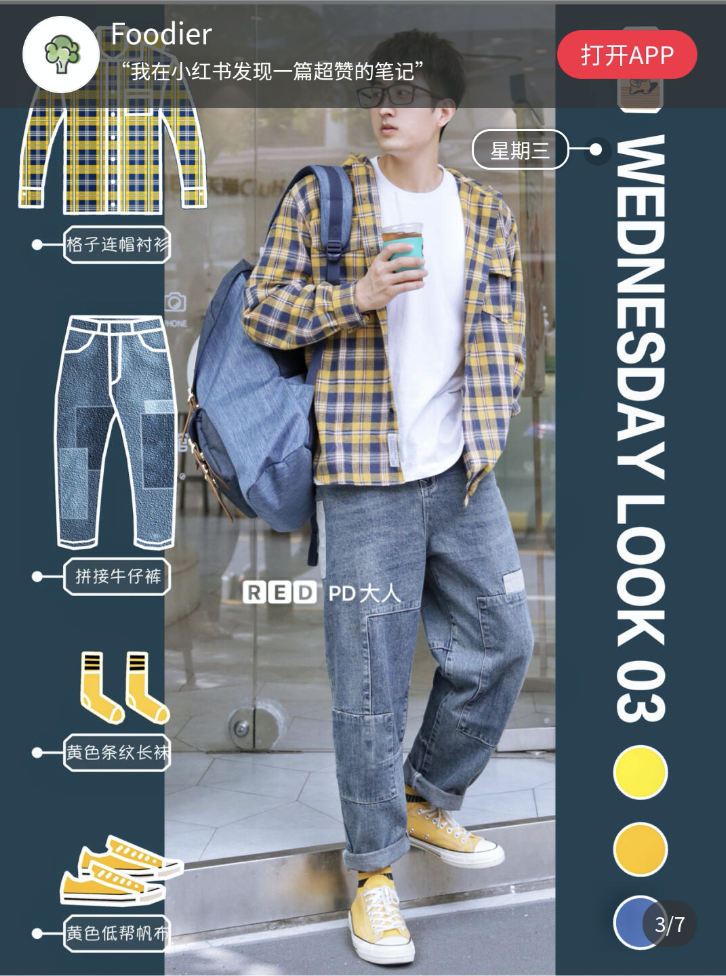 Foodier
“我在小红书发现一篇超赞的笔记”
打开APP
星期三
格子连帽衬衫
拼接牛仔裤
黄色条纹长袜
黄色低帮帆布
RED PD大人
WEDNESDAY LOOK 03
3/7